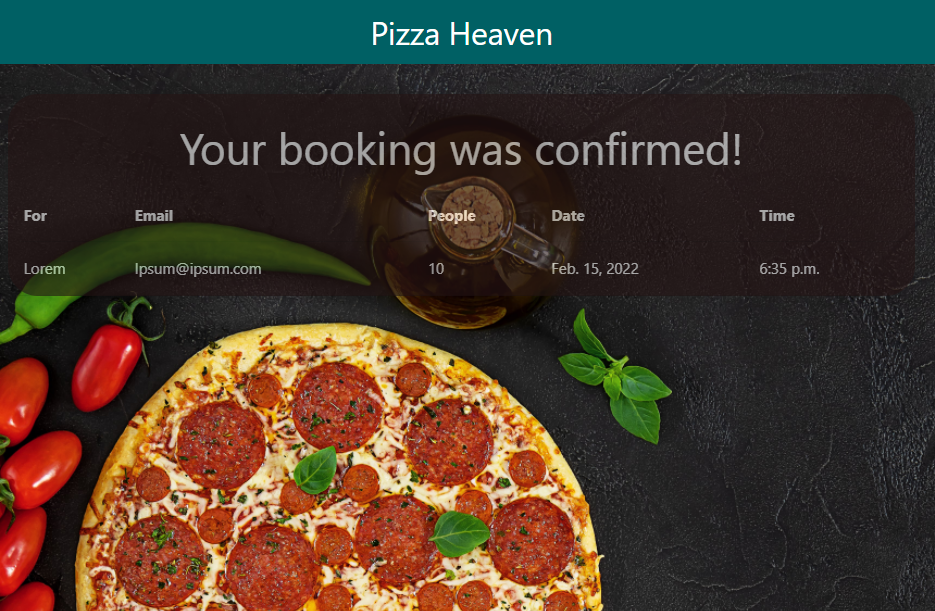 Pizza Heaven
Your booking was confirmed!
For Email People Date Time
Lorem Ipsum@ipsum.com 10 Feb. 15, 2022 6:35 p.m.